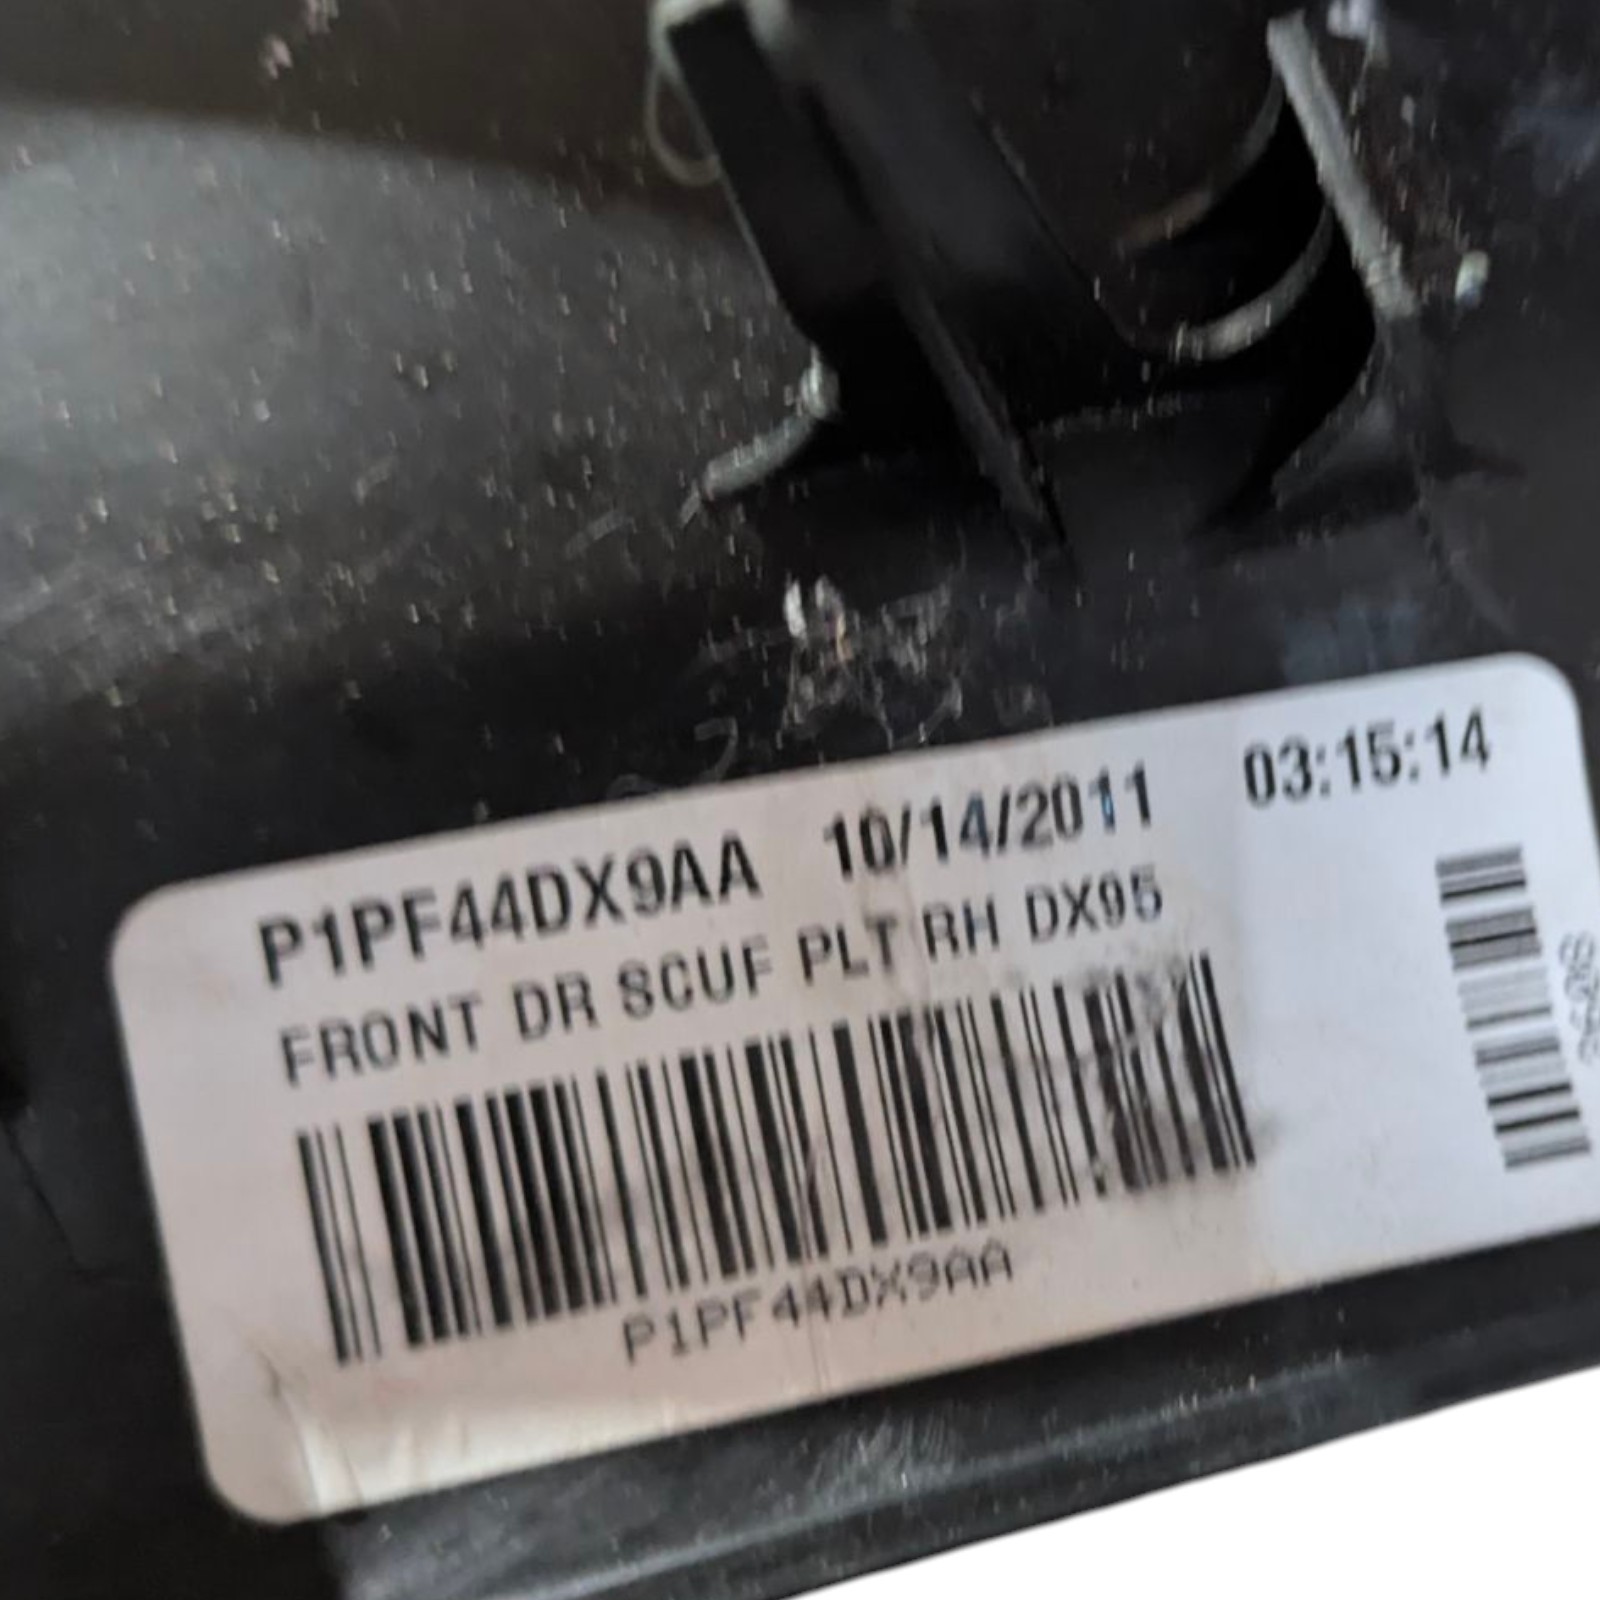 P1PF44DX9AA 10/14/2011 03:15:14
FRONT DR SCUF PLT RH DX95
P1PF44DX9AA